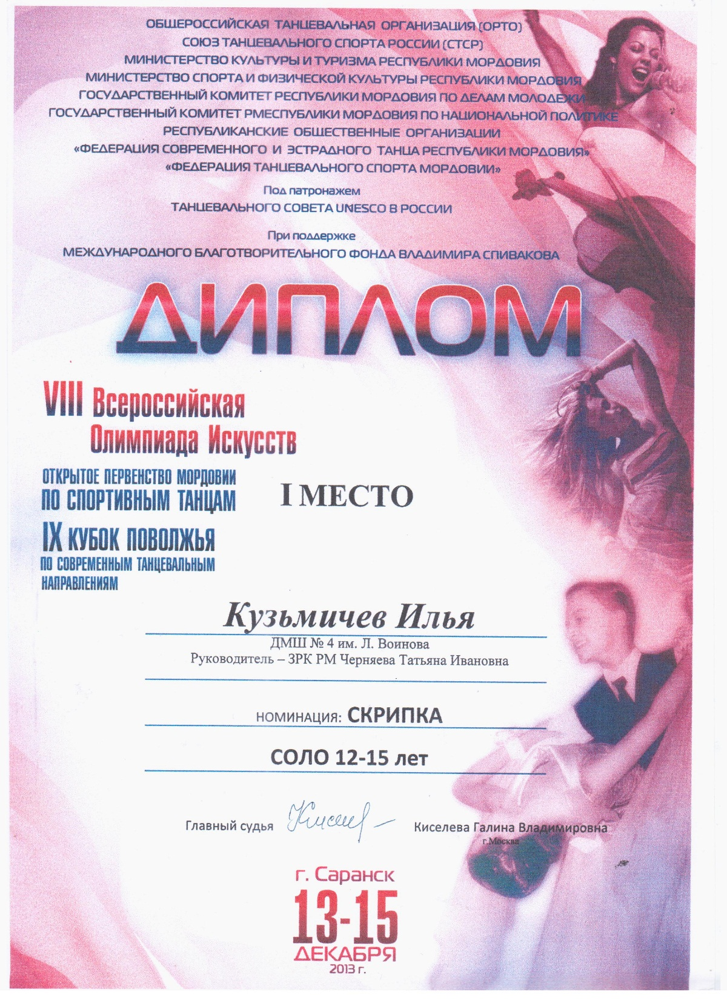 ОБЩЕРОССИЙСКАЯ ТАНЦЕВАЛЬНАЯ ОРГАНИЗАЦИЯ (ОРТО)
СОЮЗ ТАНЦЕВАЛЬНОГО СПОРТА РОССИИ (СТСР)
МИНИСТЕРСТВО КУЛЬТУРЫ И ТУРИЗМА РЕСПУБЛИКИ МОРДОВИЯ
МИНИСТЕРСТВО СПОРТА И ФИЗИЧЕСКОЙ КУЛЬТУРЫ РЕСПУБЛИКИ МОРДОВИЯ
ГОСУДАРСТВЕННЫЙ КОМИТЕТ РЕСПУБЛИКИ МОРДОВИЯ ПО ДЕЛАМ МОЛОДЕЖИ
ГОСУДАРСТВЕННЫЙ КОМИТЕТ РМЕСПУБЛИКИ МОРДОВИЯ ПО НАЦИОНАЛЬНОЙ ПОЛИТИКЕ
РЕСПУБЛИКАНСКИЕ ОБЩЕСТВЕННЫЕ ОРГАНИЗАЦИИ
«ФЕДЕРАЦИЯ СОВРЕМЕННОГО И ЭСТРАДНОГО ТАНЦА РЕСПУБЛИКИ МОРДОВИЯ»
«ФЕДЕРАЦИЯ ТАНЦЕВАЛЬНОГО СПОРТА МОРДОВИИ»
Под патронажем
ТАНЦЕВАЛЬНОГО СОВЕТА UNESCO В РОССИИ
При поддержке
МЕЖДУНАРОДНОГО БЛАГОТВОРИТЕЛЬНОГО ФОНДА ВЛАДИМИРА СПИВАКОВА
ДИПЛОМ
VIII Всероссийская
Олимпиада Искусств
ОТКРЫТОЕ ПЕРВЕНСТВО МОРДОВИИ
ПО СПОРТИВНЫМ ТАНЦАМ
I МЕСТО
IX КУБОК ПОВОЛЖЬЯ
ПО СОВРЕМЕННЫМ ТАНЦЕВАЛЬНЫМ
НАПРАВЛЕНИЯМ
Кузьмичев Илья
ДМШ № 4 им. Л. Воинова
Руководитель – ЗРК РМ Черняева Татьяна Ивановна
НОМИНАЦИЯ: СКРИПКА
СОЛО 12-15 лет
Главный судья Киселева Галина Владимировна
г.Москва
г. Саранск
13-15
ДЕКАБРЯ
2013 г.